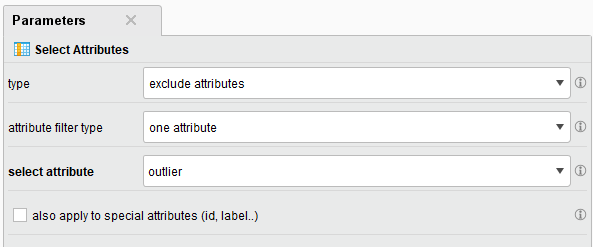 Parameters
Select Attributes
type exclude attributes
attribute filter type one attribute
select attribute outlier
also apply to special attributes (id, label..)